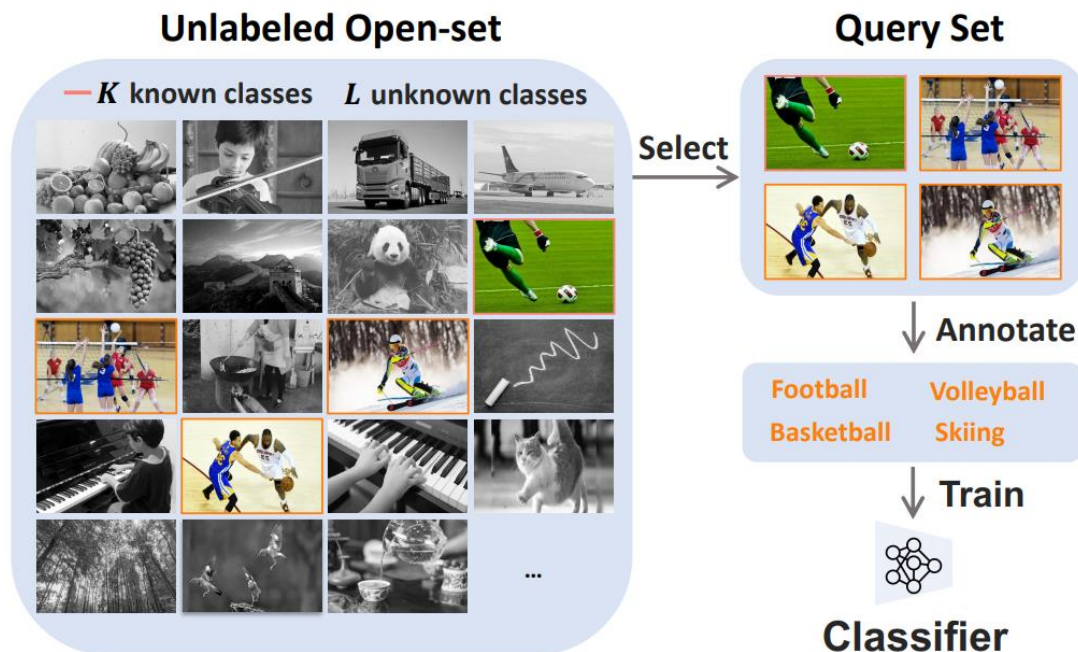 Unlabeled Open-set
Query Set
K known classes
L unknown classes
Select
Annotate
Football
Volleyball
Basketball
Skiing
Train
...
Classifier